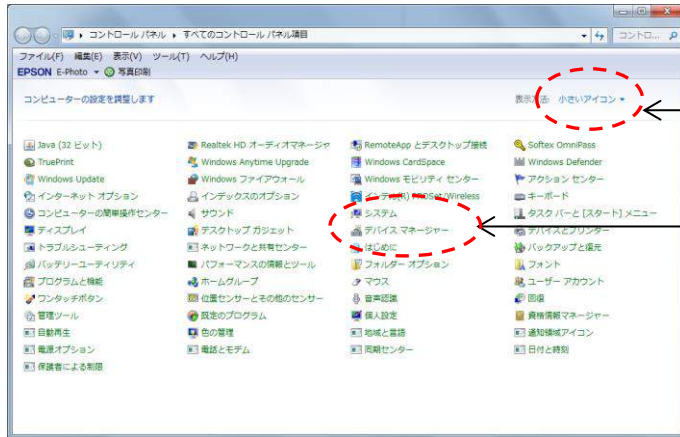 コントロール パネル ▸ すべてのコントロール パネル項目
コントロ...
ファイル(F) 編集(E) 表示(V) ツール(T) ヘルプ(H)
EPSON E-Photo 写真印刷
コンピューターの設定を調整します
表示方法: 小さいアイコン
Java (32 ビット) Realtek HD オーディオマネージャ RemoteApp とデスクトップ接続 Softex OmniPass
TruePrint Windows Anytime Upgrade Windows CardSpace Windows Defender
Windows Update Windows ファイアウォール Windows モビリティ センター アクション センター
インターネット オプション インデックスのオプション インテル(R) PROSet/Wireless キーボード
コンピューターの簡単操作センター サウンド システム タスク バーと [スタート] メニュー
ディスプレイ デスクトップ ガジェット デバイス マネージャー デバイスとプリンター
トラブルシューティング ネットワークと共有センター はじめに バックアップと復元
バッテリーユーティリティ パフォーマンスの情報とツール フォルダー オプション フォント
プログラムと機能 ホームグループ マウス ユーザー アカウント
ワンタッチボタン 位置センサーとその他のセンサー 音声認識 回復
管理ツール 既定のプログラム 個人設定 資格情報マネージャー
自動再生 色の管理 地域と言語 通知領域アイコン
電源オプション 電話とモデム 同期センター 日付と時刻
保護者による制限